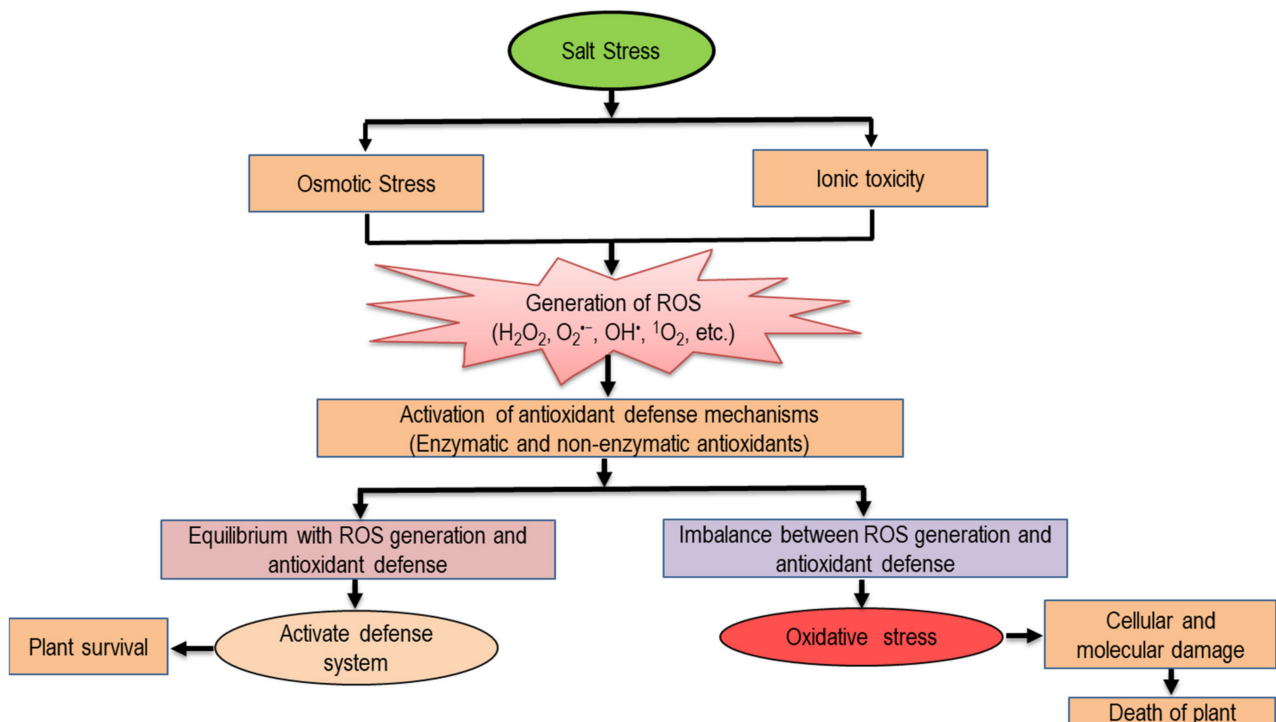 Salt Stress
Osmotic Stress
Ionic toxicity
Generation of ROS
(H₂O₂, O₂•−, OH•, ¹O₂, etc.)
Activation of antioxidant defense mechanisms
(Enzymatic and non-enzymatic antioxidants)
Equilibrium with ROS generation and
antioxidant defense
Imbalance between ROS generation and
antioxidant defense
Plant survival
Activate defense
system
Oxidative stress
Cellular and
molecular damage
Death of plant